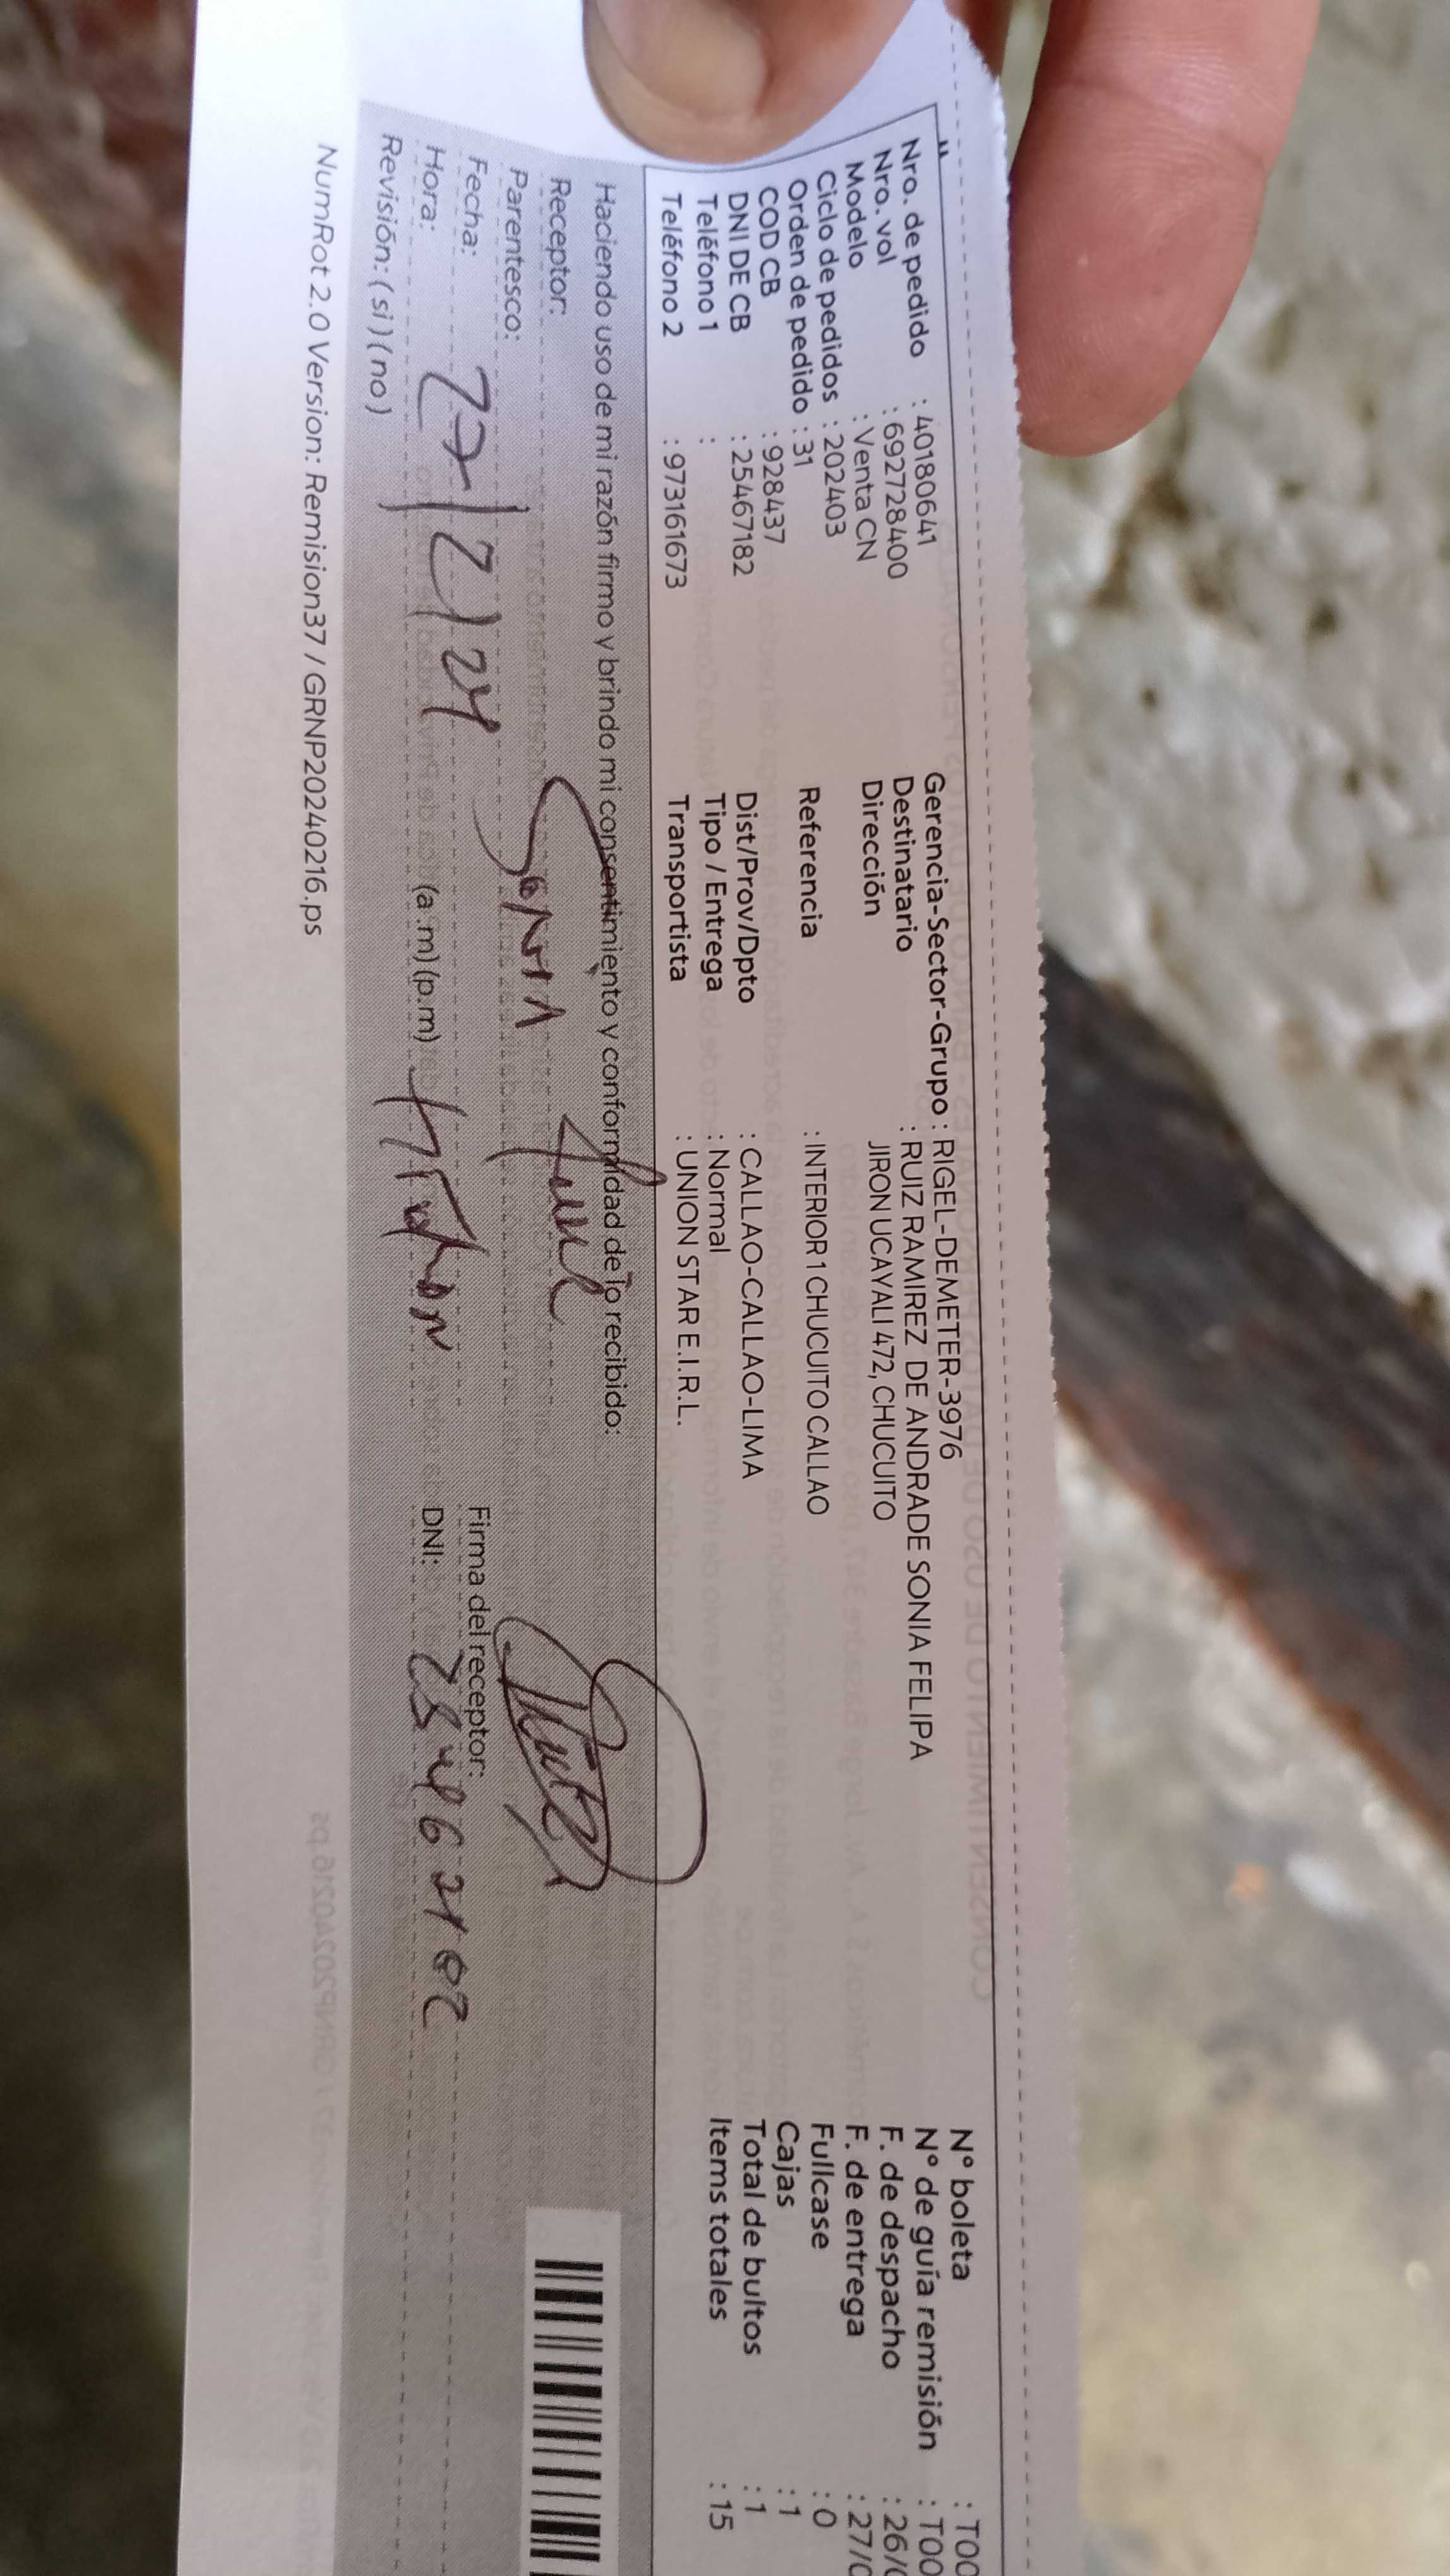 Nro. de pedido : 40180641
Nro. vol : 692728400
Modelo : Venta CN
Ciclo de pedidos : 202403
Orden de pedido : 31
COD CB : 928437
DNI DE CB : 25467182
Teléfono 1 :
Teléfono 2 : 973161673
Gerencia-Sector-Grupo : RIGEL-DEMETER-3976
Destinatario : RUIZ RAMIREZ DE ANDRADE SONIA FELIPA
Dirección JIRON UCAYALI 472, CHUCUITO
Referencia : INTERIOR 1 CHUCUITO CALLAO
Dist/Prov/Dpto : CALLAO-CALLAO-LIMA
Tipo / Entrega : Normal
Transportista : UNION STAR E.I.R.L.
N° boleta : T00
N° de guía remisión : T00
F. de despacho : 26/0
F. de entrega : 27/0
Fullcase : 0
Cajas : 1
Total de bultos : 1
Items totales : 15
Haciendo uso de mi razón firmo y brindo mi consentimiento y conformidad de lo recibido:
Receptor: Sonia
Parentesco:
Fecha: 27/2/24
Hora: (a.m) (p.m)
Revisión: (si) (no)
Firma del receptor:
DNI:
NumRot 2.0 Version: Remision37 / GRNP20240216.ps